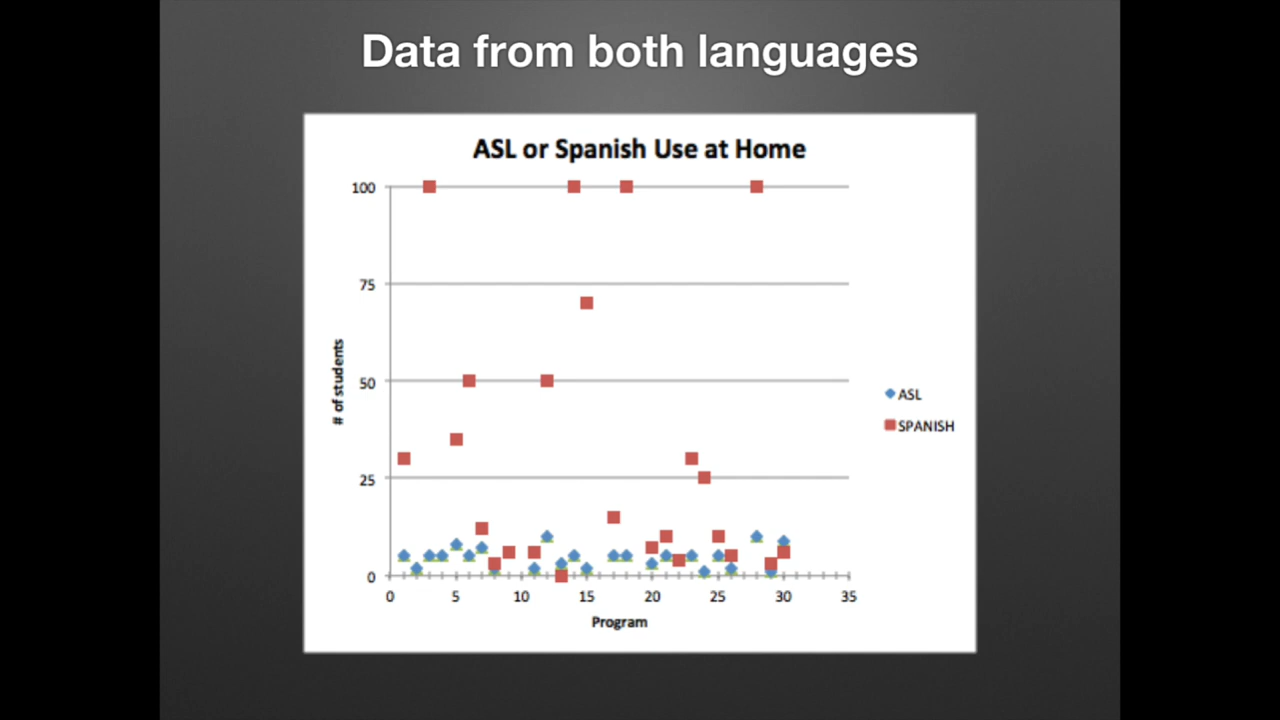 Data from both languages
ASL or Spanish Use at Home
100
75
50
25
0
# of students
0 5 10 15 20 25 30 35
Program
ASL
SPANISH